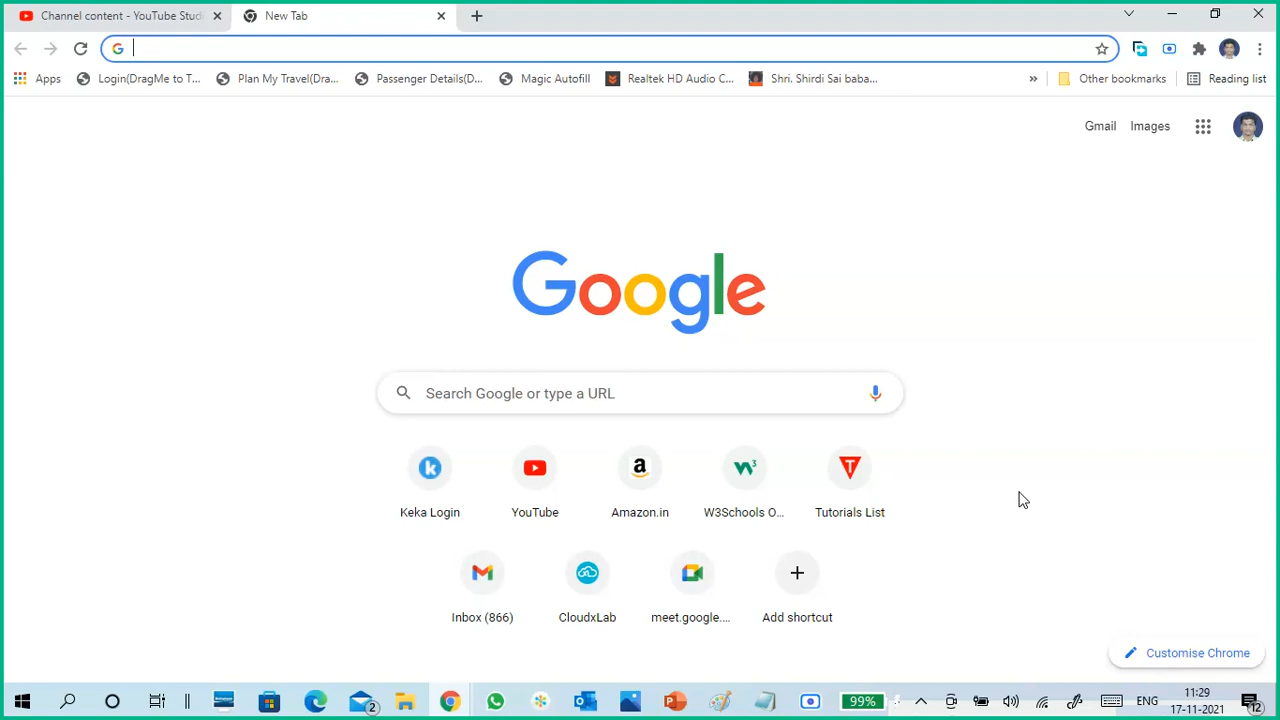 Channel content - YouTube Stud
New Tab
Apps
Login(DragMe to T...
Plan My Travel(Dra...
Passenger Details(D...
Magic Autofill
Realtek HD Audio C...
Shri. Shirdi Sai baba...
»
Other bookmarks
Reading list
Gmail
Images
Google
Search Google or type a URL
Keka Login
YouTube
Amazon.in
W3Schools O...
Tutorials List
Inbox (866)
CloudxLab
meet.google....
Add shortcut
Customise Chrome
2
99%
ENG
11:29
17-11-2021
12